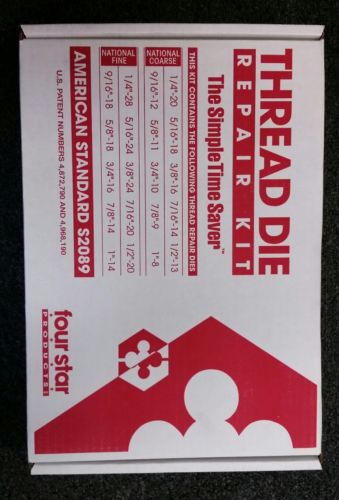 THREAD DIE
REPAIR KIT
The Simple Time Saver™
THIS KIT CONTAINS THE FOLLOWING THREAD REPAIR DIES
NATIONAL COARSE
1/4"-20 5/16"-18 3/8"-16 7/16"-14 1/2"-13
9/16"-12 5/8"-11 3/4"-10 7/8"-9 1"-8
NATIONAL FINE
1/4"-28 5/16"-24 3/8"-24 7/16"-20 1/2"-20
9/16"-18 5/8"-18 3/4"-16 7/8"-14 1"-14
AMERICAN STANDARD S2089
U.S. PATENT NUMBERS 4,872,790 AND 4,968,190
four star
PRODUCTS!